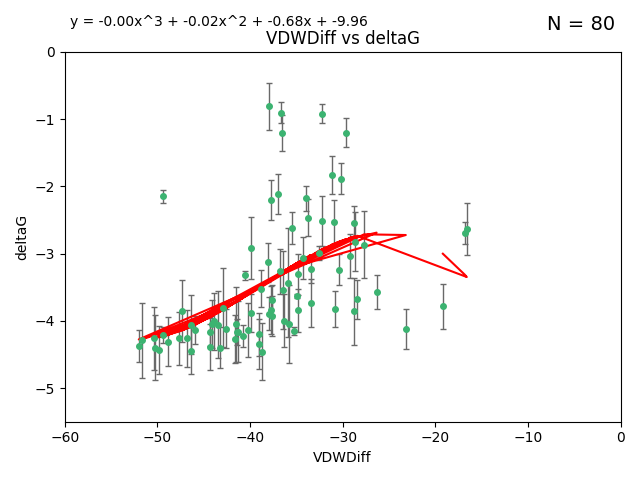 y = -0.00x^3 + -0.02x^2 + -0.68x + -9.96
N = 80
VDWDiff vs deltaG
0
−1
−2
−3
−4
−5
deltaG
−60 −50 −40 −30 −20 −10 0
VDWDiff